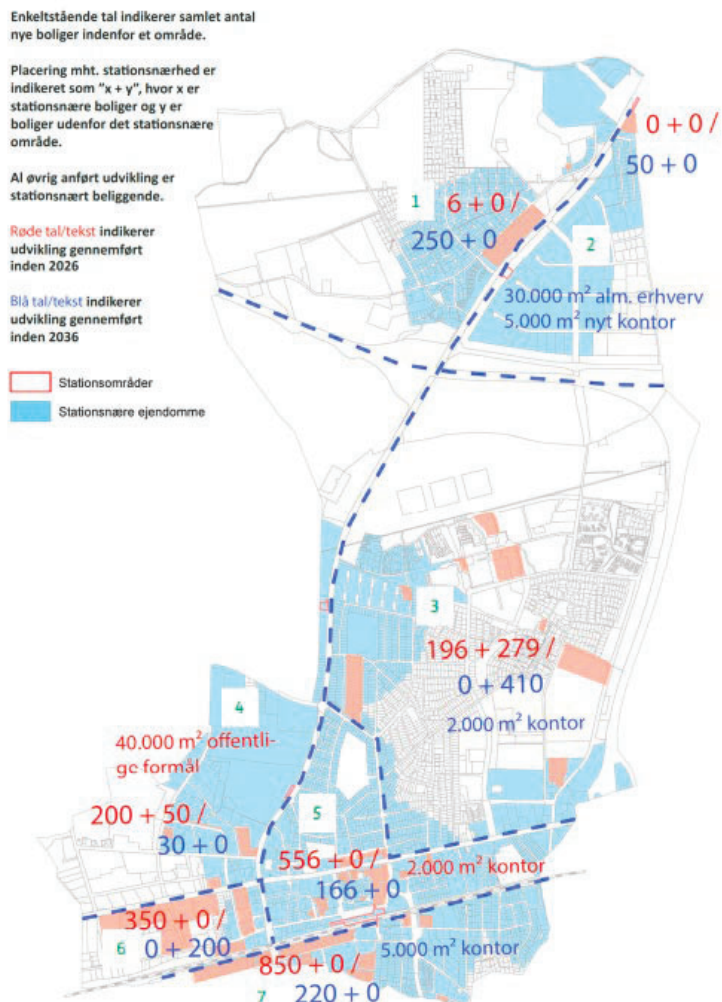 Enkeltstående tal indikerer samlet antal
nye boliger indenfor et område.
Placering mht. stationsnærhed er
indikeret som "x + y", hvor x er
stationsnære boliger og y er
boliger udenfor det stationsnære
område.
Al øvrig anført udvikling er
stationsnært beliggende.
Røde tal/tekst indikerer
udvikling gennemført
inden 2026
Blå tal/tekst indikerer
udvikling gennemført
inden 2036
Stationsområder
Stationsnære ejendomme
0 + 0 /
50 + 0
1
6 + 0 /
250 + 0
2
30.000 m² alm. erhverv
5.000 m² nyt kontor
3
196 + 279 /
0 + 410
2.000 m² kontor
4
40.000 m² offentli-
ge formål
200 + 50 /
30 + 0
5
556 + 0 /
166 + 0
2.000 m² kontor
350 + 0 /
0 + 200
6
5.000 m² kontor
850 + 0 /
220 + 0
7